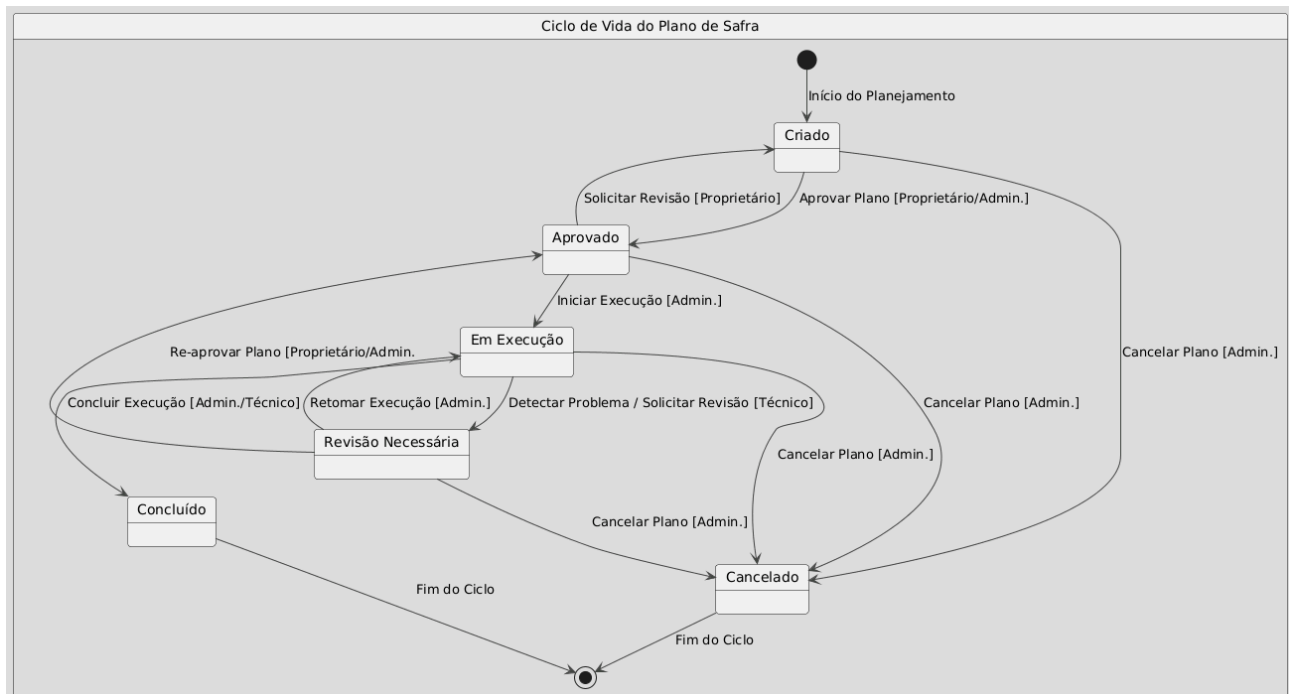 Ciclo de Vida do Plano de Safra
Início do Planejamento
Criado
Solicitar Revisão [Proprietário]
Aprovar Plano [Proprietário/Admin.]
Aprovado
Iniciar Execução [Admin.]
Em Execução
Re-aprovar Plano [Proprietário/Admin.
Cancelar Plano [Admin.]
Concluir Execução [Admin./Técnico]
Retomar Execução [Admin.]
Detectar Problema / Solicitar Revisão [Técnico]
Cancelar Plano [Admin.]
Revisão Necessária
Cancelar Plano [Admin.]
Concluído
Cancelar Plano [Admin.]
Cancelado
Fim do Ciclo
Fim do Ciclo